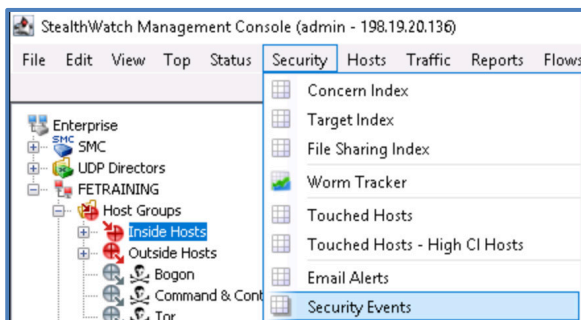 StealthWatch Management Console (admin - 198.19.20.136)
File Edit View Top Status Security Hosts Traffic Reports Flows
Enterprise
SMC SMC
UDP Directors
FETRAINING
Host Groups
Inside Hosts
Outside Hosts
Bogon
Command & Cont
Tor
Concern Index
Target Index
File Sharing Index
Worm Tracker
Touched Hosts
Touched Hosts - High CI Hosts
Email Alerts
Security Events